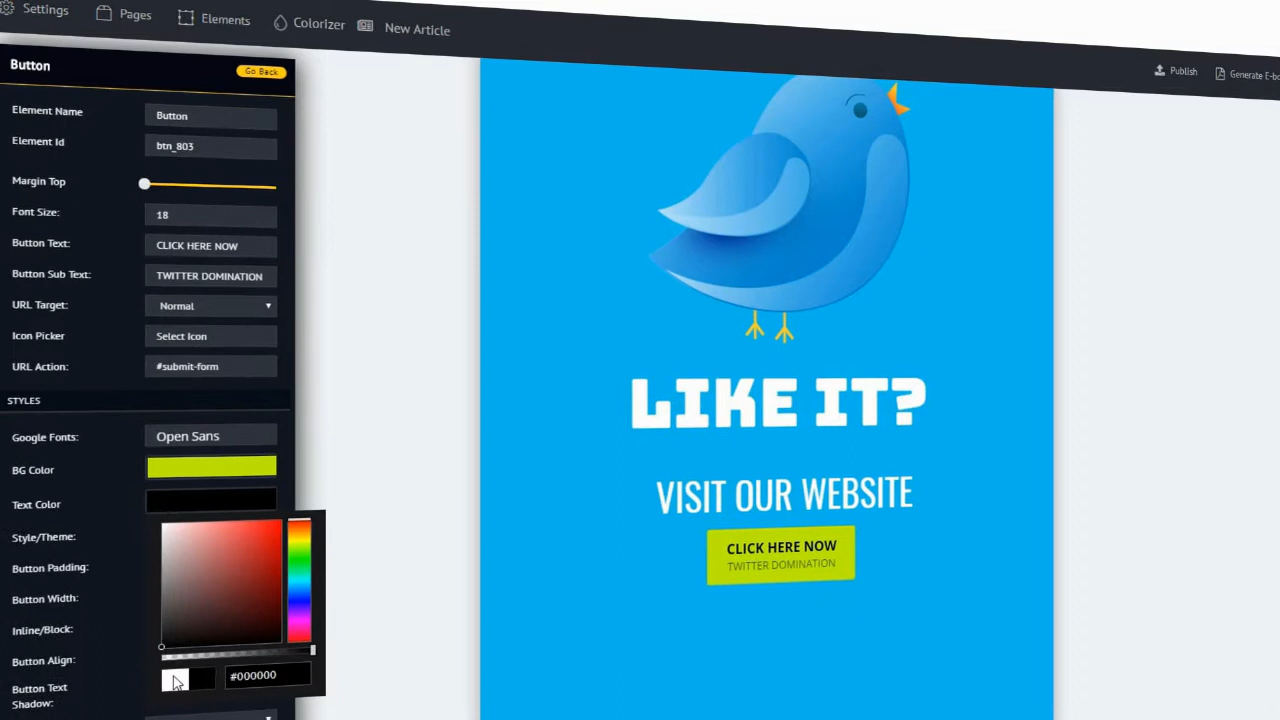 Settings
Pages
Elements
Colorizer
New Article
Publish
Generate
Button
Go Back
Element Name
Button
Element Id
btn_803
Margin Top
Font Size:
18
Button Text:
CLICK HERE NOW
Button Sub Text:
TWITTER DOMINATION
URL Target:
Normal
Icon Picker
Select Icon
URL Action:
#submit-form
STYLES
Google Fonts:
Open Sans
BG Color
Text Color
Style/Theme:
Button Padding:
Button Width:
Inline/Block:
Button Align:
Button Text
Shadow:
#000000
LIKE IT?
VISIT OUR WEBSITE
CLICK HERE NOW
TWITTER DOMINATION